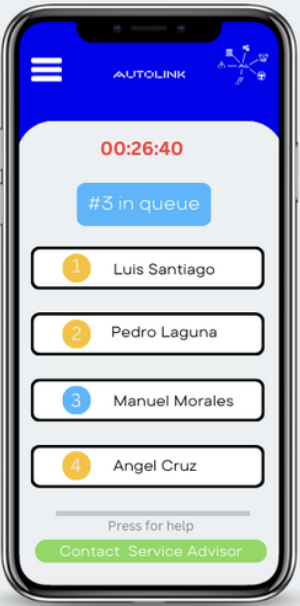 AUTOLINK
AL
00:26:40
#3 in queue
1 Luis Santiago
2 Pedro Laguna
3 Manuel Morales
4 Angel Cruz
Press for help
Contact Service Advisor